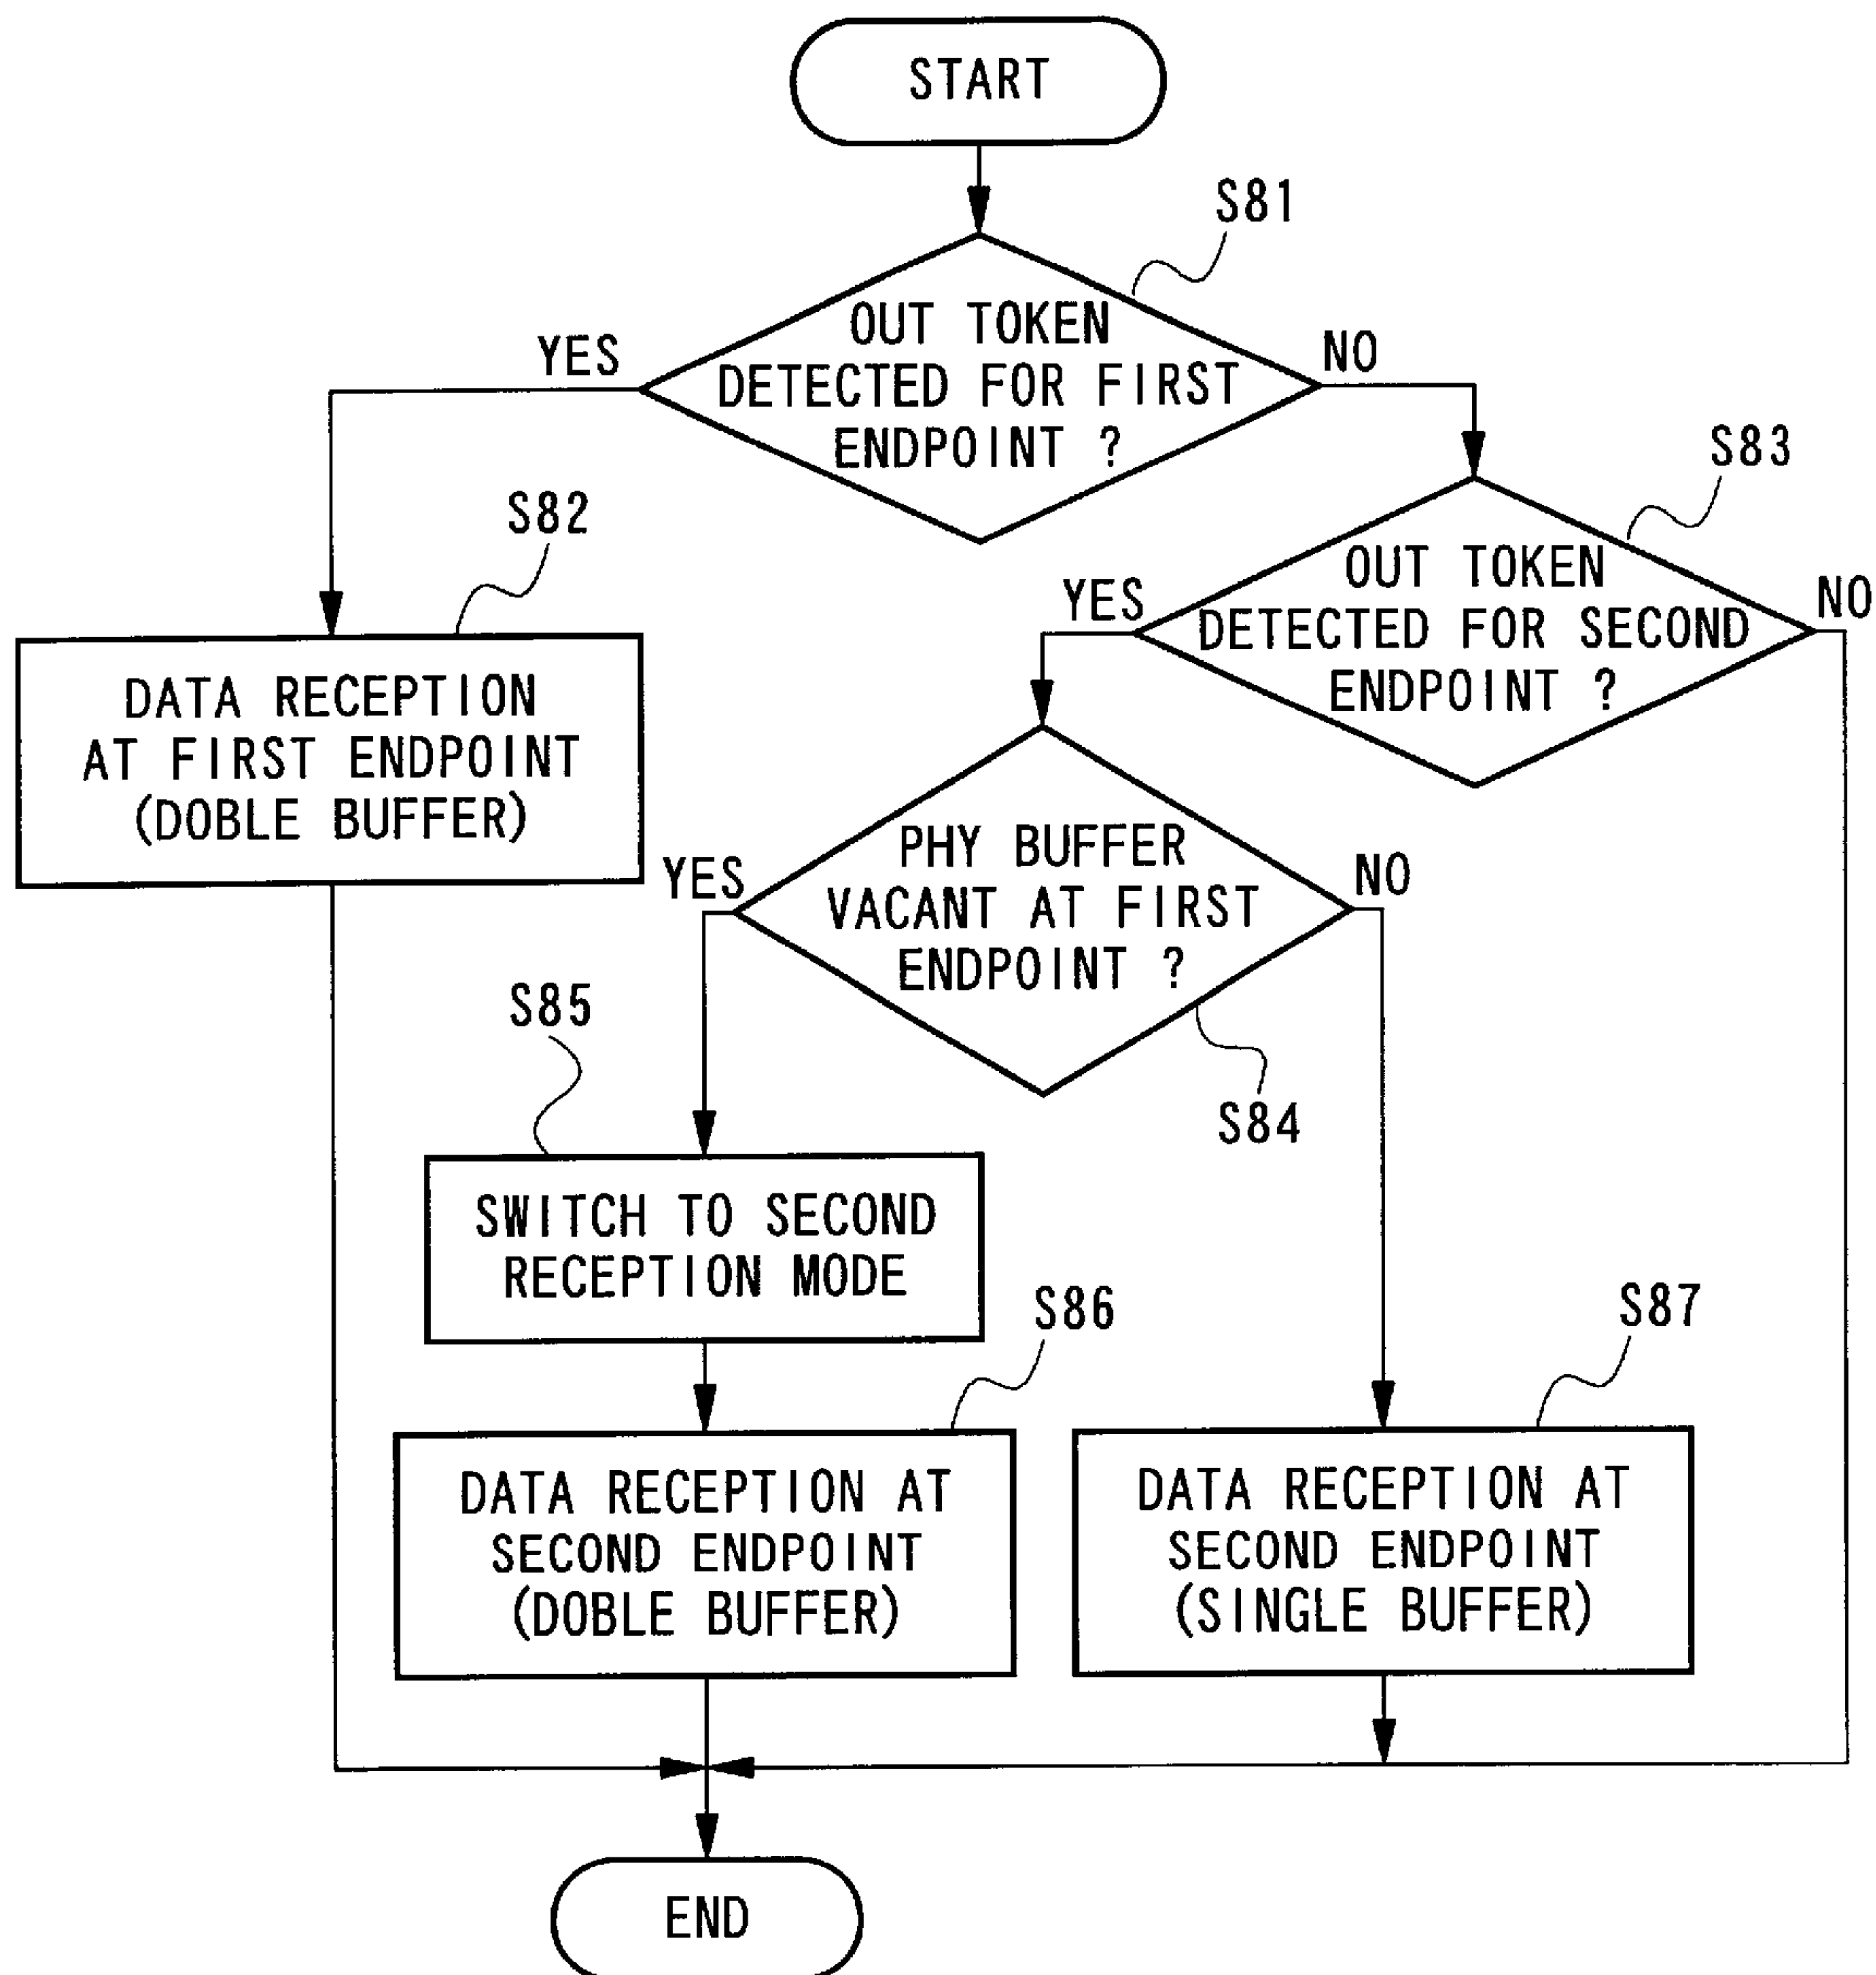 START
S81
OUT TOKEN
DETECTED FOR FIRST
ENDPOINT ?
YES
NO
S82
DATA RECEPTION
AT FIRST ENDPOINT
(DOBLE BUFFER)
S83
OUT TOKEN
DETECTED FOR SECOND
ENDPOINT ?
YES
NO
PHY BUFFER
VACANT AT FIRST
ENDPOINT ?
YES
NO
S84
S85
SWITCH TO SECOND
RECEPTION MODE
S86
DATA RECEPTION AT
SECOND ENDPOINT
(DOBLE BUFFER)
S87
DATA RECEPTION AT
SECOND ENDPOINT
(SINGLE BUFFER)
END